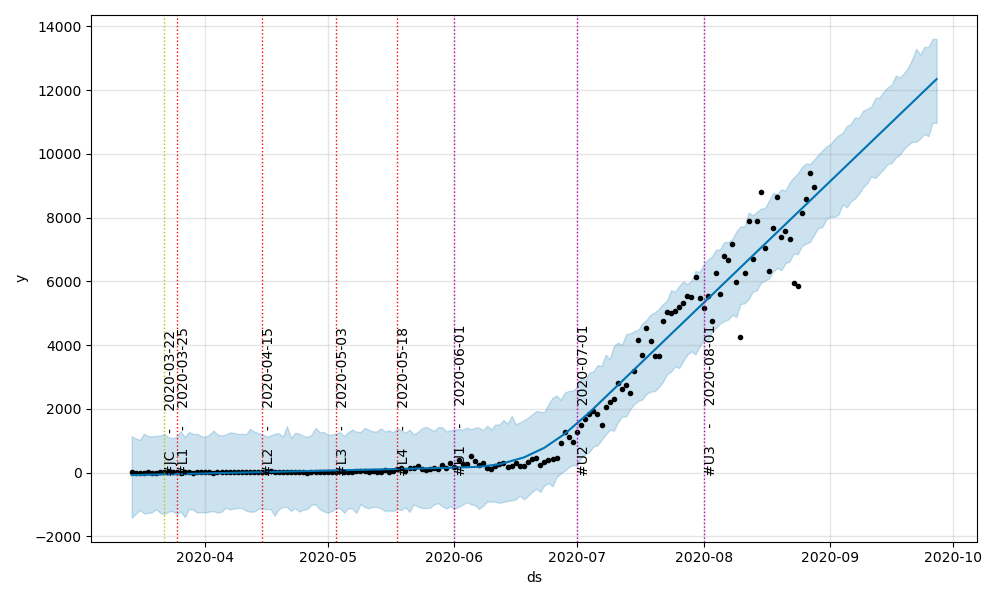 14000
12000
10000
8000
6000
4000
2000
0
−2000
y
#JC - 2020-03-22
#L1 - 2020-03-25
#L2 - 2020-04-15
#L3 - 2020-05-03
#L4 - 2020-05-18
#U1 - 2020-06-01
#U2 - 2020-07-01
#U3 - 2020-08-01
2020-04
2020-05
2020-06
2020-07
2020-08
2020-09
2020-10
ds